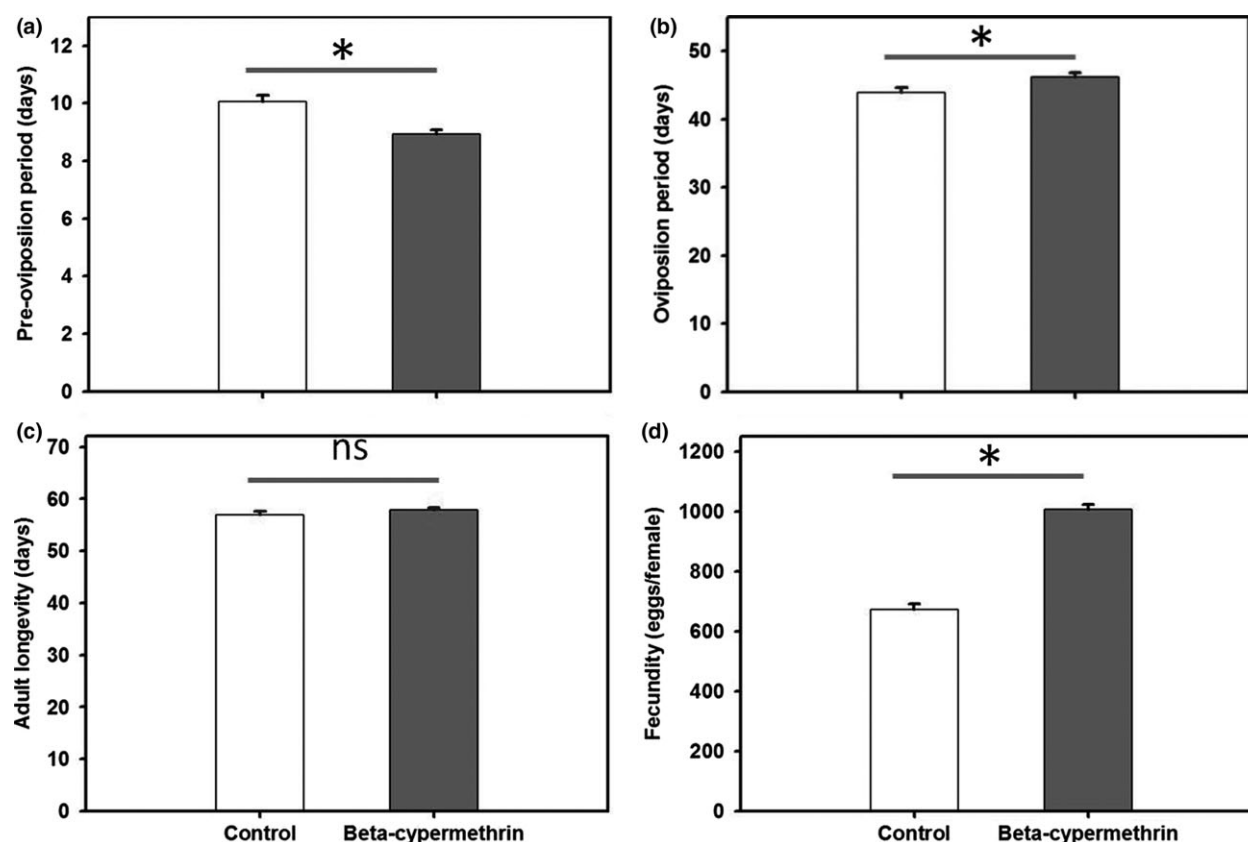 (a)
*
Pre-oviposiion period (days)
12
10
8
6
4
2
0
(b)
*
Oviposiion period (days)
50
40
30
20
10
0
(c)
ns
Adult longevity (days)
70
60
50
40
30
20
10
0
Control
Beta-cypermethrin
(d)
*
Fecundity (eggs/female)
1200
1000
800
600
400
200
0
Control
Beta-cypermethrin